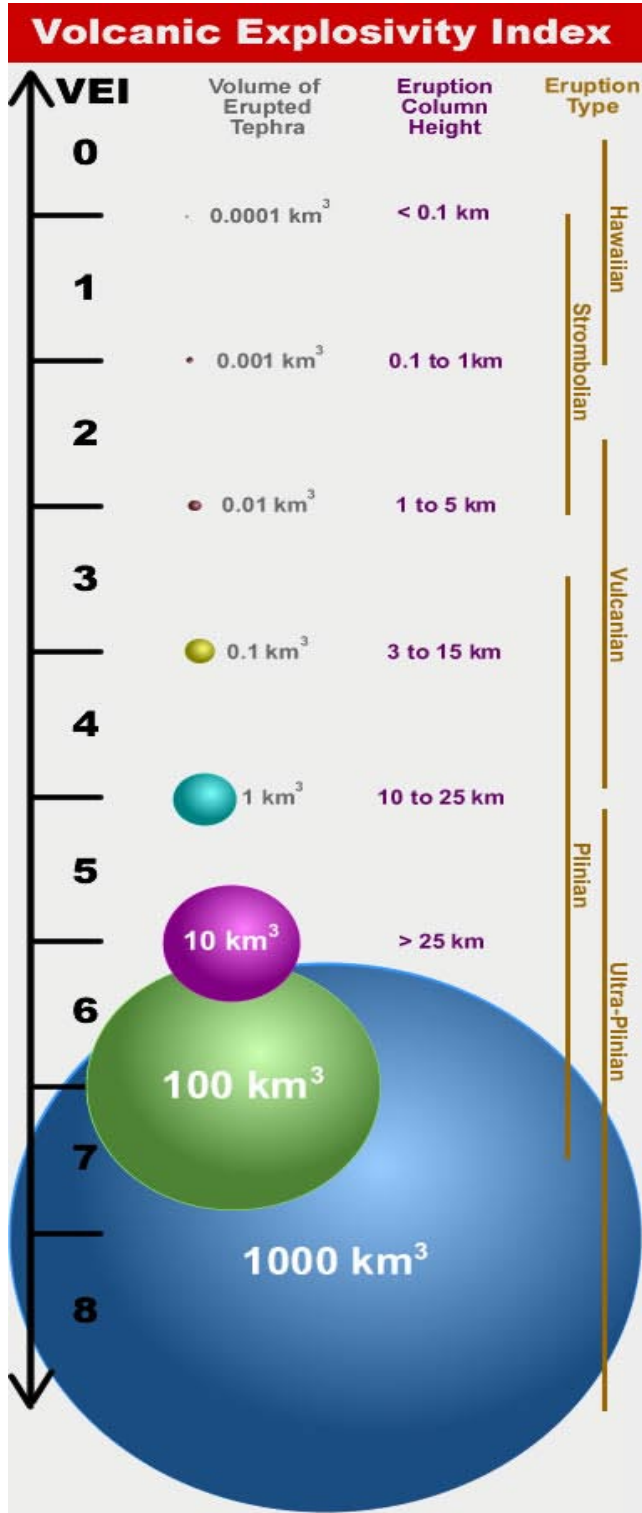 Volcanic Explosivity Index
VEI
Volume of
Erupted
Tephra
Eruption
Column
Height
Eruption
Type
0
0.0001 km³
< 0.1 km
Hawaiian
1
Strombolian
0.001 km³
0.1 to 1km
2
0.01 km³
1 to 5 km
3
Vulcanian
0.1 km³
3 to 15 km
4
1 km³
10 to 25 km
5
Plinian
10 km³
> 25 km
6
Ultra-Plinian
100 km³
7
1000 km³
8